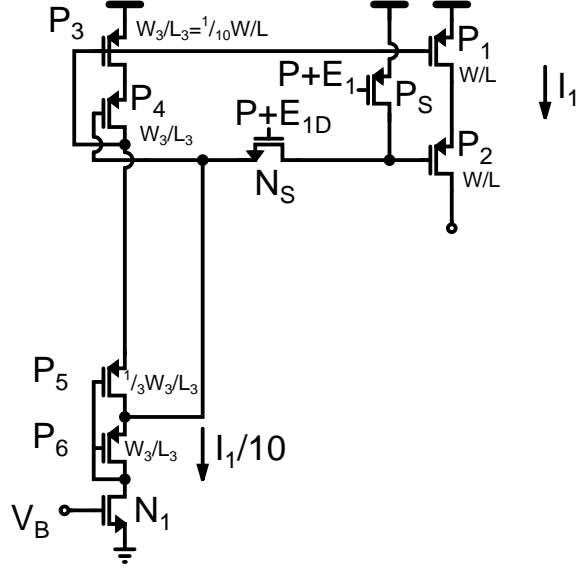 P3
W3/L3=1/10W/L
P1
W/L
I1
P4
W3/L3
P+E1
PS
P+E1D
P2
W/L
NS
P5
1/3W3/L3
P6
W3/L3
I1/10
VB
N1